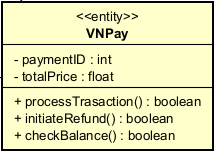 <<entity>>
VNPay
- paymentID : int
- totalPrice : float
+ processTrasaction() : boolean
+ initiateRefund() : boolean
+ checkBalance() : boolean